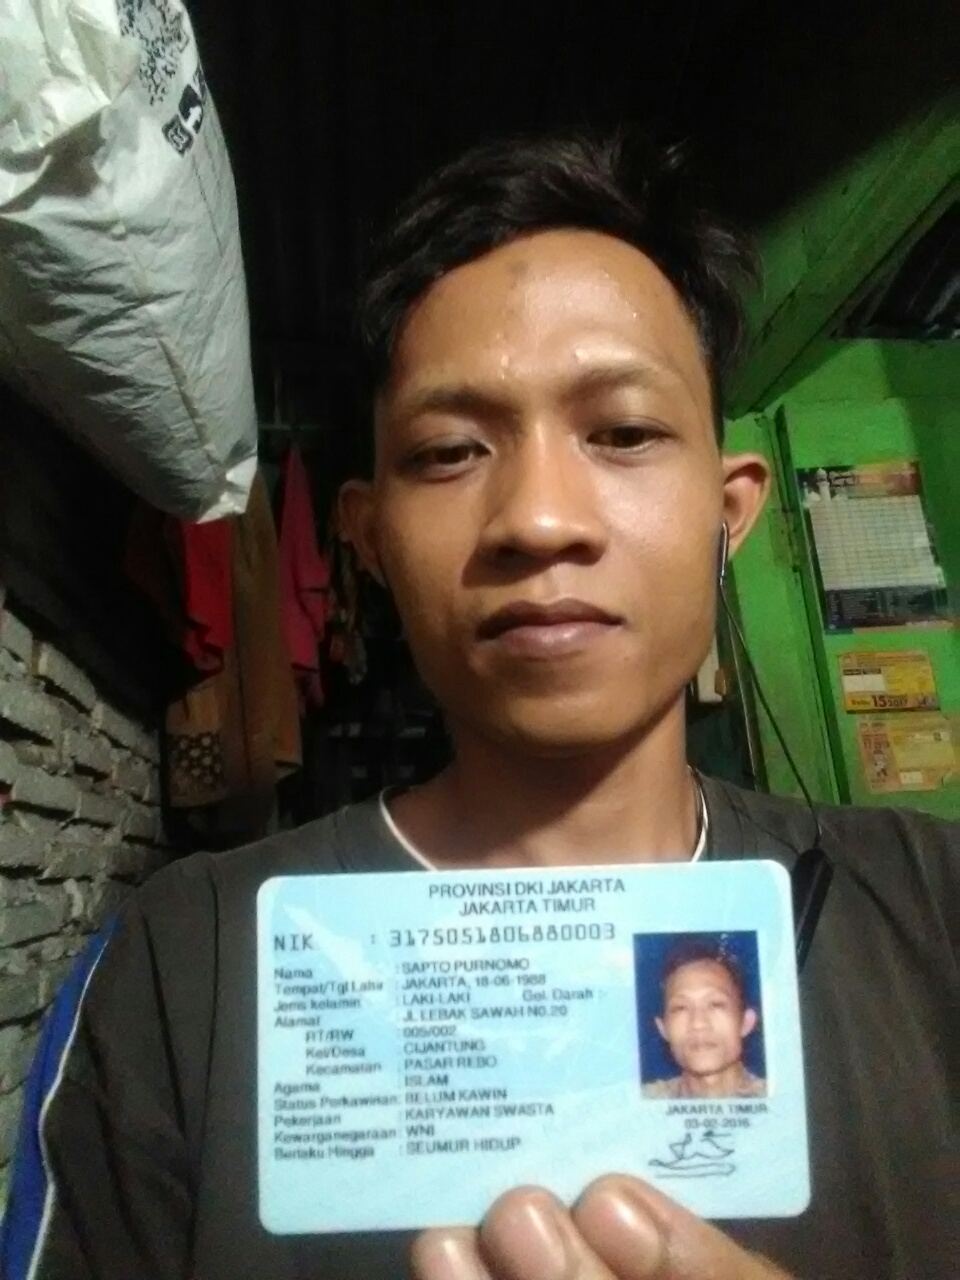 PROVINSI DKI JAKARTA
JAKARTA TIMUR
NIK : 3175051806880003
Nama : SAPTO PURNOMO
Tempat/Tgl Lahir : JAKARTA, 18-06-1988
Jenis kelamin : LAKI-LAKI Gol. Darah :-
Alamat : JL LEBAK SAWAH NO.20
RT/RW : 005/002
Kel/Desa : CIJANTUNG
Kecamatan : PASAR REBO
Agama : ISLAM
Status Perkawinan: BELUM KAWIN
Pekerjaan : KARYAWAN SWASTA
Kewarganegaraan : WNI
Berlaku Hingga : SEUMUR HIDUP
JAKARTA TIMUR
03-02-2016